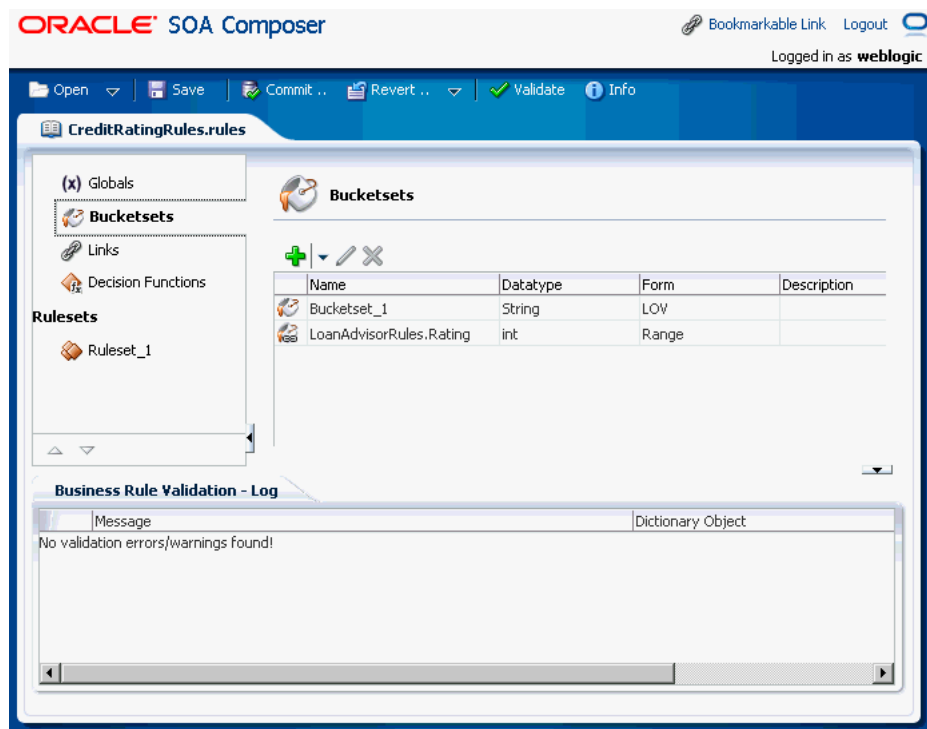 ORACLE SOA Composer
Bookmarkable Link Logout
Logged in as weblogic
Open Save Commit .. Revert .. Validate Info
CreditRatingRules.rules
(x) Globals
Bucketsets
Links
Decision Functions
Rulesets
Ruleset_1
Bucketsets
Name Datatype Form Description
Bucketset_1 String LOV
LoanAdvisorRules.Rating int Range
Business Rule Validation - Log
Message Dictionary Object
No validation errors/warnings found!